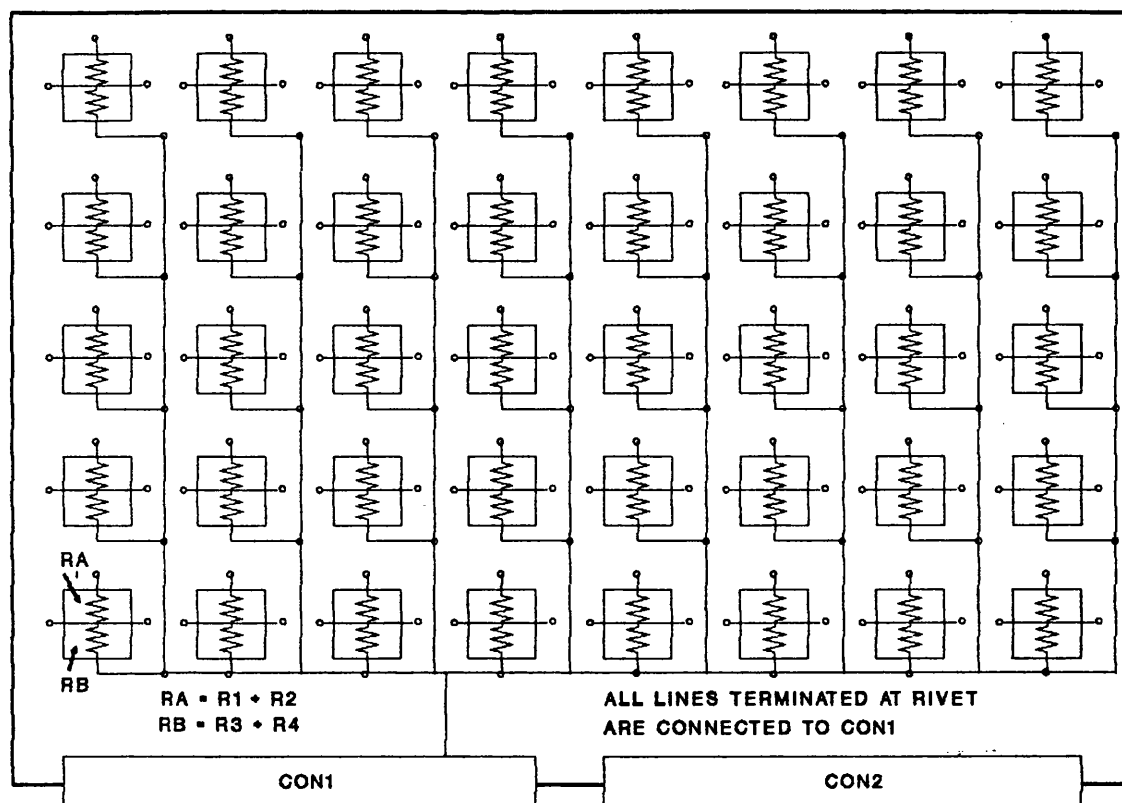 RA
RB
RA = R1 + R2
RB = R3 + R4
ALL LINES TERMINATED AT RIVET
ARE CONNECTED TO CON1
CON1
CON2